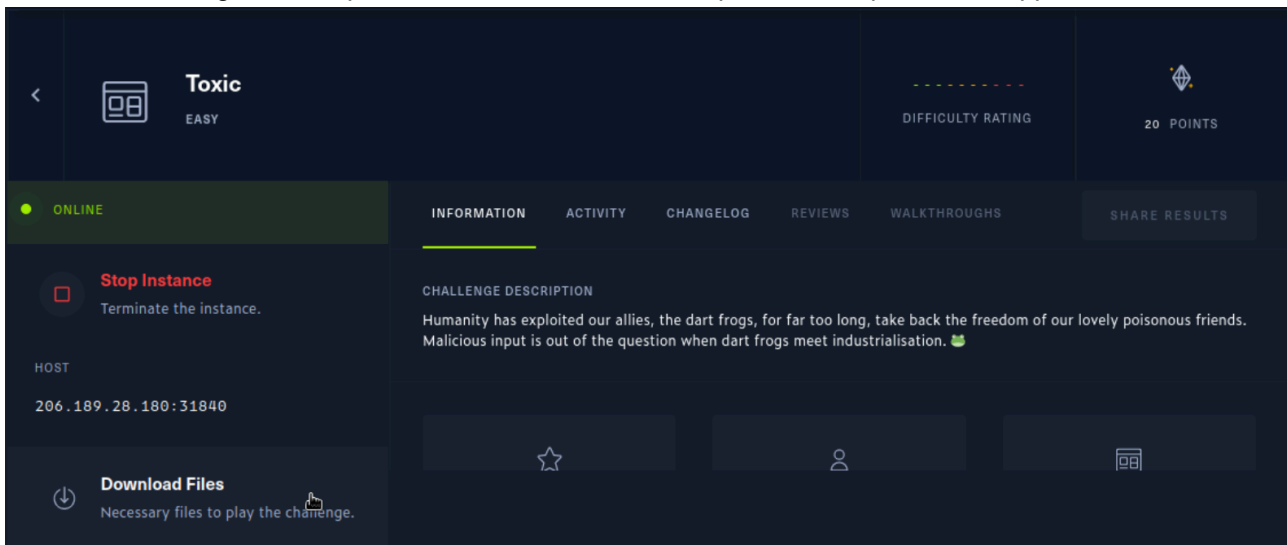 Toxic
EASY
DIFFICULTY RATING
20 POINTS
ONLINE
Stop Instance
Terminate the instance.
HOST
206.189.28.180:31840
Download Files
Necessary files to play the challenge.
INFORMATION ACTIVITY CHANGELOG REVIEWS WALKTHROUGHS SHARE RESULTS
CHALLENGE DESCRIPTION
Humanity has exploited our allies, the dart frogs, for far too long, take back the freedom of our lovely poisonous friends.
Malicious input is out of the question when dart frogs meet industrialisation. 🐸